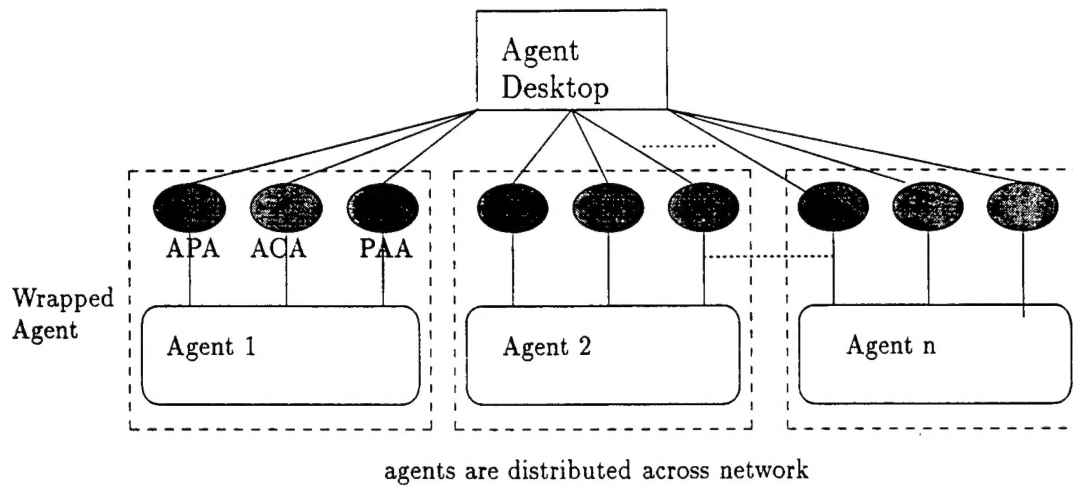 Agent
Desktop
APA ACA PAA
Wrapped
Agent
Agent 1
Agent 2
Agent n
agents are distributed across network